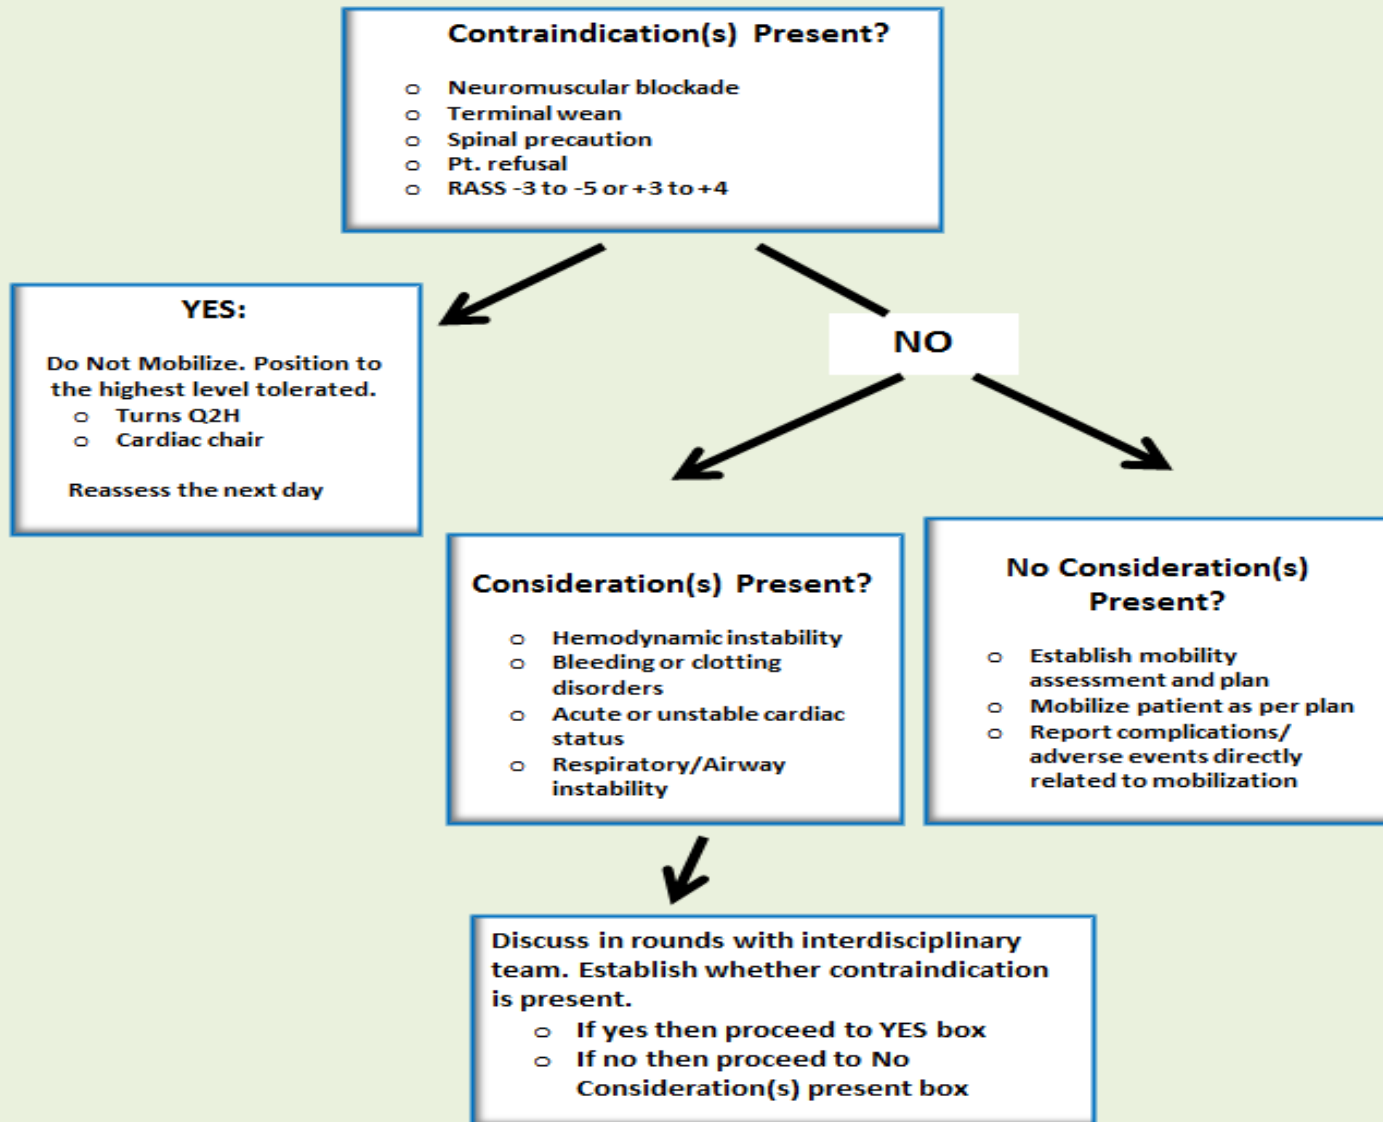 Contraindication(s) Present?
o Neuromuscular blockade
o Terminal wean
o Spinal precaution
o Pt. refusal
o RASS -3 to -5 or +3 to +4
YES:
Do Not Mobilize. Position to
the highest level tolerated.
o Turns Q2H
o Cardiac chair
Reassess the next day
NO
Consideration(s) Present?
o Hemodynamic instability
o Bleeding or clotting
disorders
o Acute or unstable cardiac
status
o Respiratory/Airway
instability
No Consideration(s)
Present?
o Establish mobility
assessment and plan
o Mobilize patient as per plan
o Report complications/
adverse events directly
related to mobilization
Discuss in rounds with interdisciplinary
team. Establish whether contraindication
is present.
o If yes then proceed to YES box
o If no then proceed to No
Consideration(s) present box